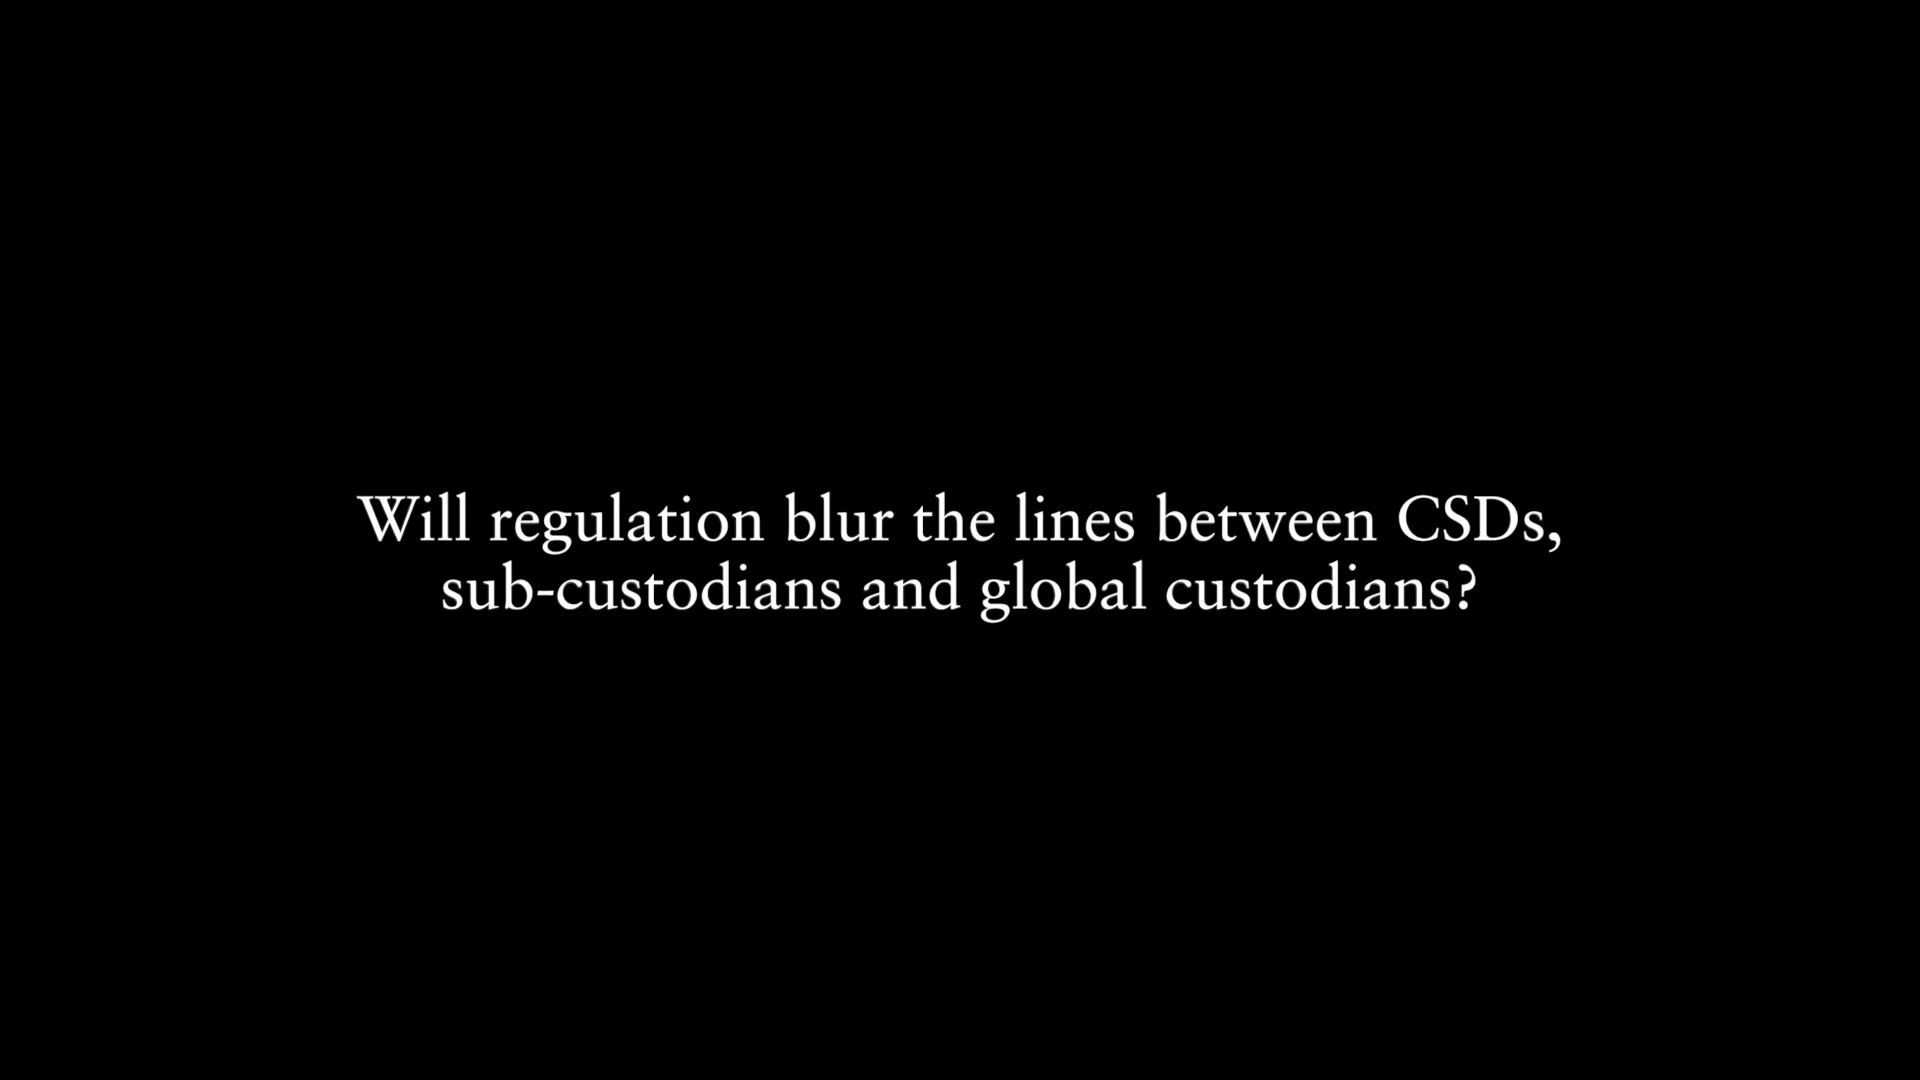 Will regulation blur the lines between CSDs,
sub-custodians and global custodians?